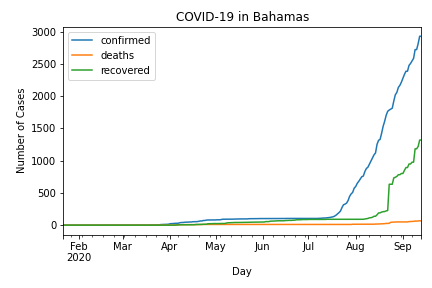 COVID-19 in Bahamas
confirmed
deaths
recovered
Number of Cases
3000
2500
2000
1500
1000
500
0
Feb Mar Apr May Jun Jul Aug Sep
2020
Day